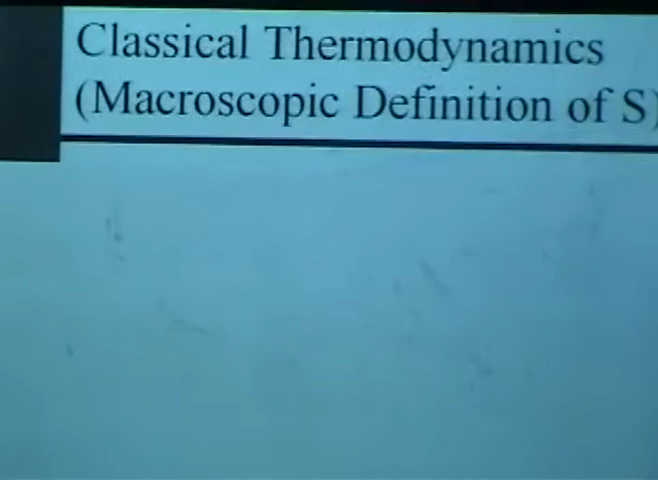 Classical Thermodynamics
(Macroscopic Definition of S)